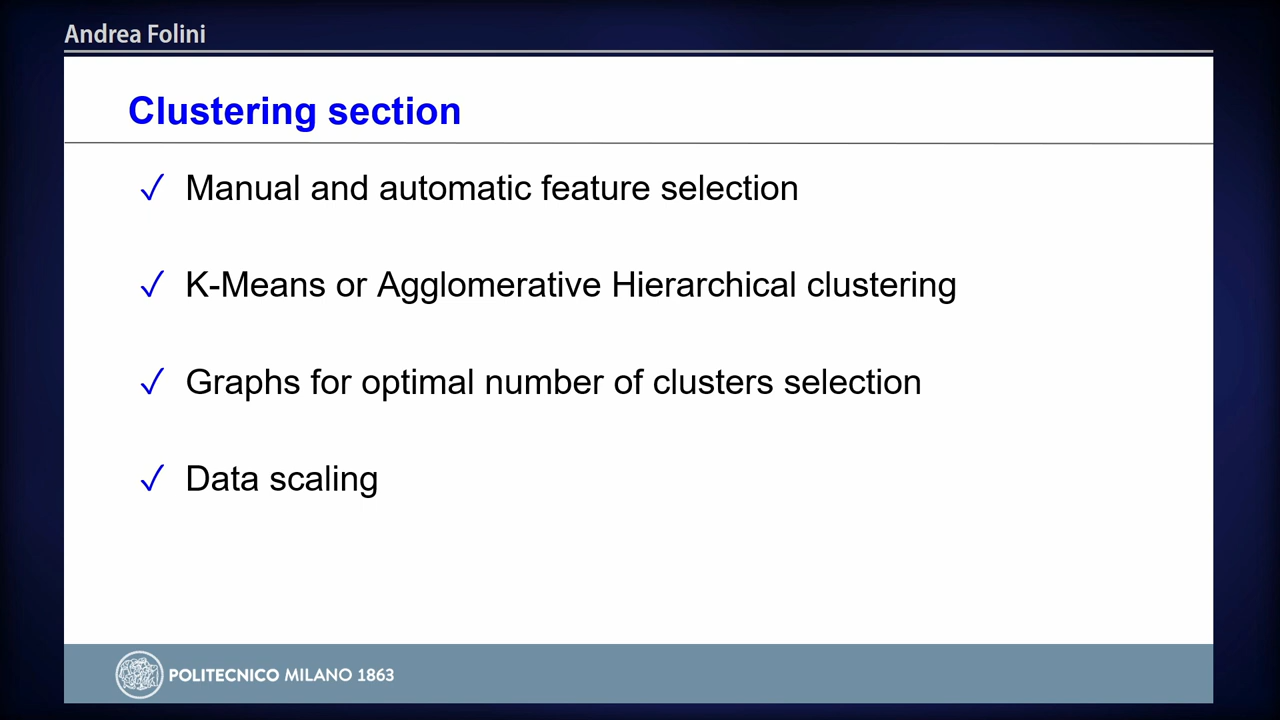 Andrea Folini
Clustering section
✓ Manual and automatic feature selection
✓ K-Means or Agglomerative Hierarchical clustering
✓ Graphs for optimal number of clusters selection
✓ Data scaling
POLITECNICO MILANO 1863